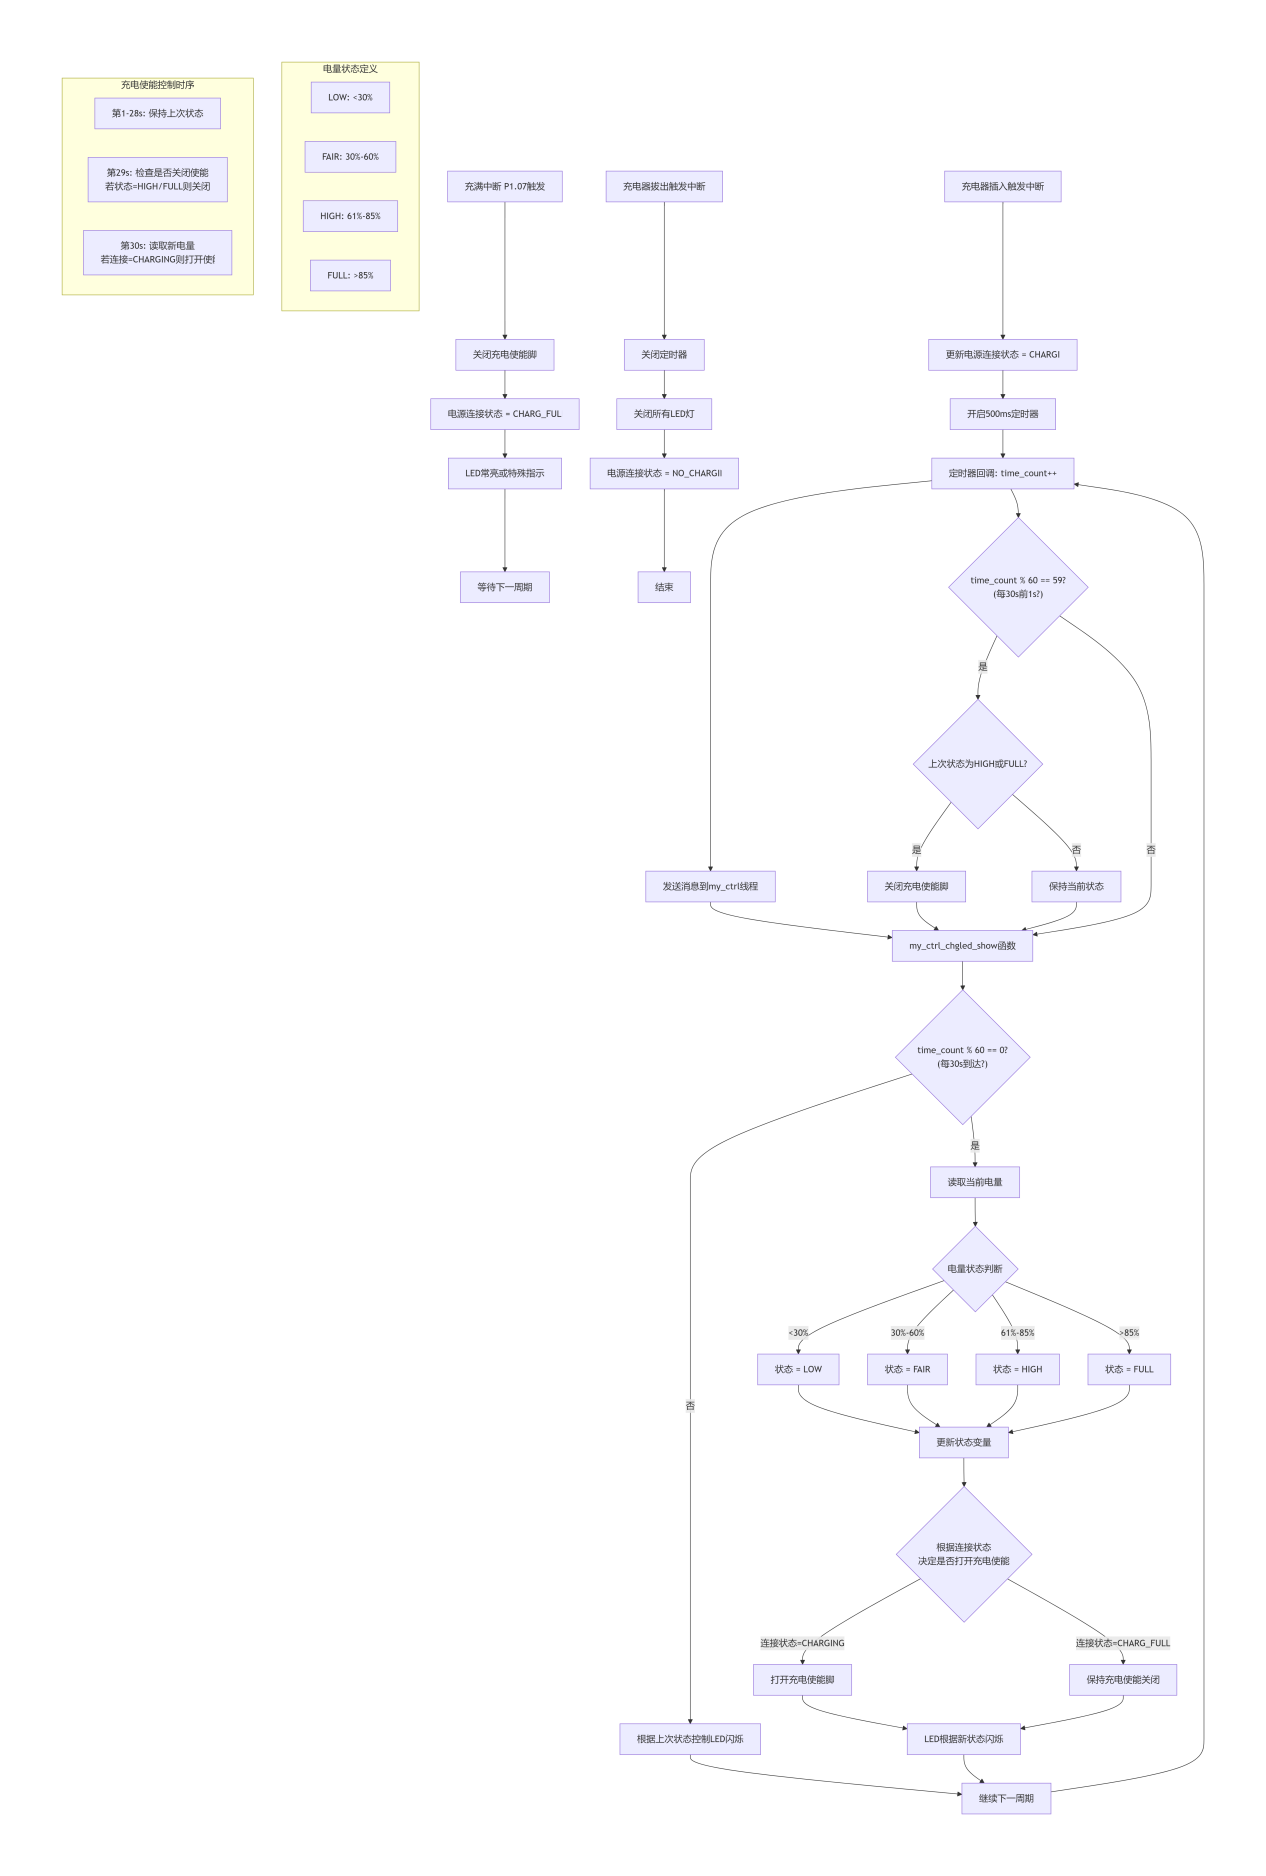 充电使能控制时序
第1-28s: 保持上次状态
第29s: 检查是否关闭使能
若状态=HIGH/FULL则关闭
第30s: 读取新电量
若连接=CHARGING则打开使
电量状态定义
LOW: <30%
FAIR: 30%-60%
HIGH: 61%-85%
FULL: >85%
充满中断 P1.07触发
关闭充电使能脚
电源连接状态 = CHARG_FUL
LED常亮或特殊指示
等待下一周期
充电器拔出触发中断
关闭定时器
关闭所有LED灯
电源连接状态 = NO_CHARGII
结束
充电器插入触发中断
更新电源连接状态 = CHARGI
开启500ms定时器
定时器回调: time_count++
time_count % 60 == 59?
(每30s前1s?)
是
否
上次状态为HIGH或FULL?
是
否
发送消息到my_ctrl线程
关闭充电使能脚
保持当前状态
my_ctrl_chgled_show函数
time_count % 60 == 0?
(每30s到达?)
是
否
读取当前电量
电量状态判断
<30%
30%-60%
61%-85%
>85%
状态 = LOW
状态 = FAIR
状态 = HIGH
状态 = FULL
更新状态变量
根据连接状态
决定是否打开充电使能
连接状态=CHARGING
连接状态=CHARG_FULL
打开充电使能脚
保持充电使能关闭
根据上次状态控制LED闪烁
LED根据新状态闪烁
继续下一周期